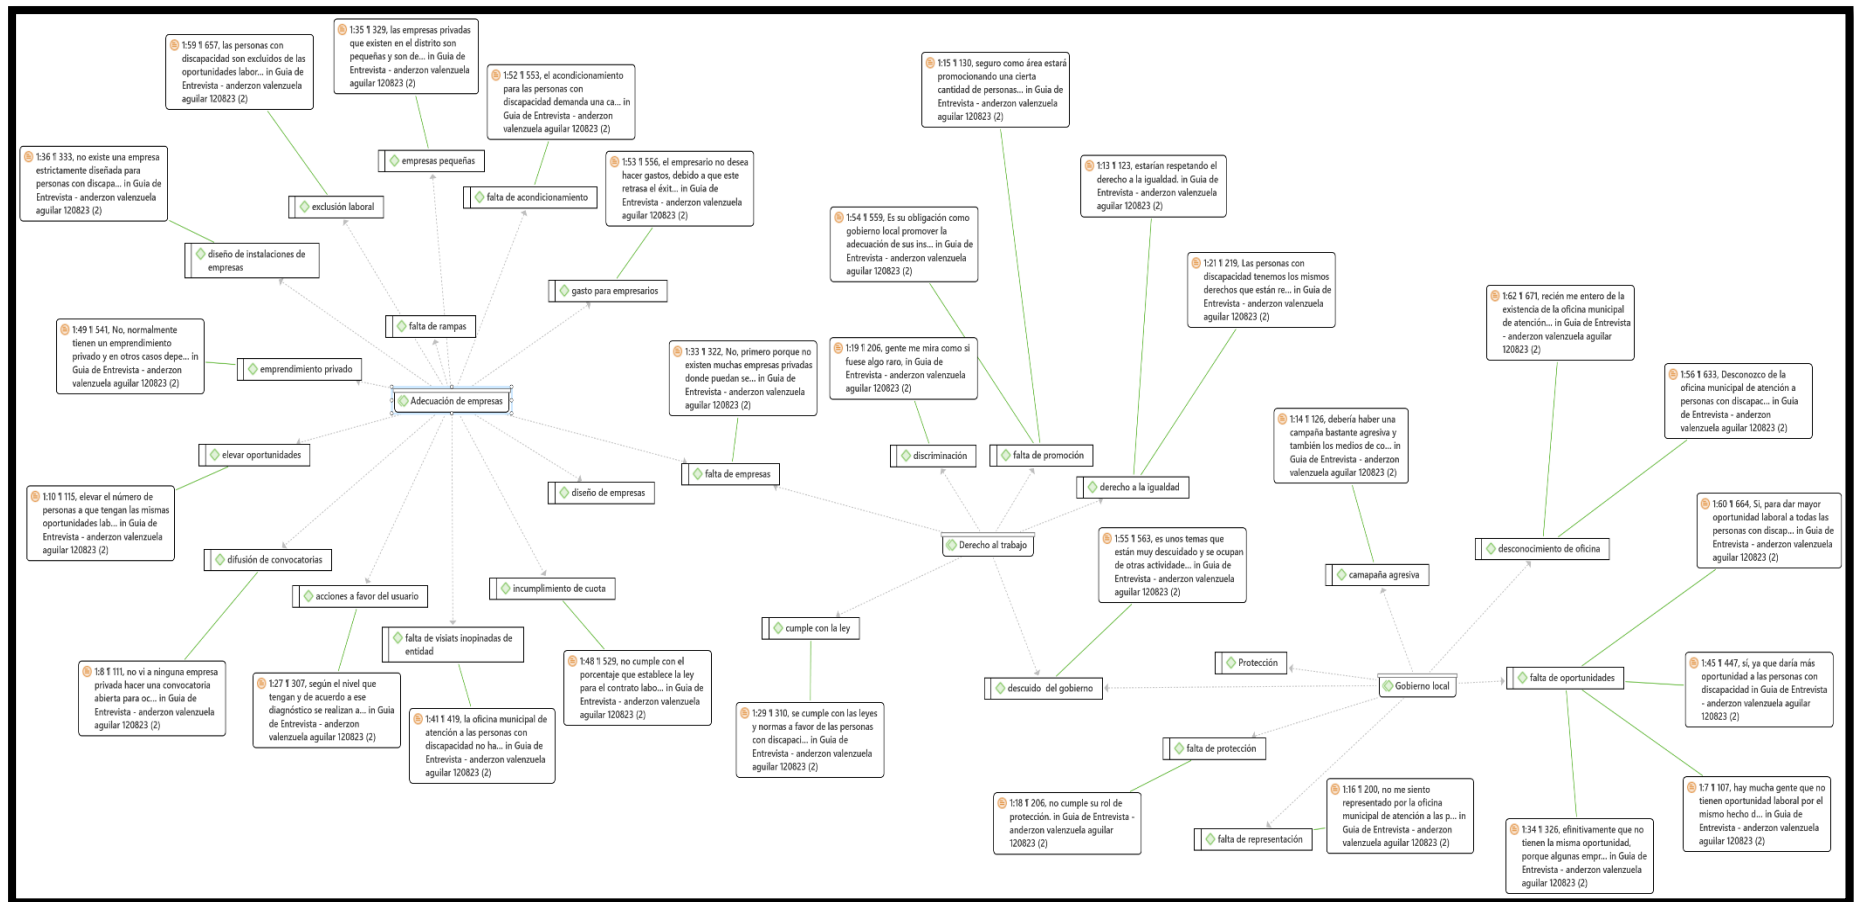 1:59 ¶ 657, las personas con
discapacidad son excluidos de las
oportunidades labor... in Guia de
Entrevista - anderzon valenzuela
aguilar 120823 (2)
1:35 ¶ 329, las empresas privadas
que existen en el distrito son
pequeñas y son de... in Guia de
Entrevista - anderzon valenzuela
aguilar 120823 (2)
1:52 ¶ 553, el acondicionamiento
para las personas con
discapacidad demanda una ca... in
Guia de Entrevista - anderzon
valenzuela aguilar 120823 (2)
1:15 ¶ 130, seguro como área estará
promocionando una cierta
cantidad de personas... in Guia de
Entrevista - anderzon valenzuela
aguilar 120823 (2)
1:36 ¶ 333, no existe una empresa
estrictamente diseñada para
personas con discapa... in Guia de
Entrevista - anderzon valenzuela
aguilar 120823 (2)
empresas pequeñas
1:53 ¶ 556, el empresario no desea
hacer gastos, debido a que este
retrasa el éxit... in Guia de
Entrevista - anderzon valenzuela
aguilar 120823 (2)
1:13 ¶ 123, estarían respetando el
derecho a la igualdad. in Guia de
Entrevista - anderzon valenzuela
aguilar 120823 (2)
exclusión laboral
falta de acondicionamiento
1:54 ¶ 559, Es su obligación como
gobierno local promover la
adecuación de sus ins... in Guia de
Entrevista - anderzon valenzuela
aguilar 120823 (2)
diseño de instalaciones de
empresas
1:21 ¶ 219, Las personas con
discapacidad tenemos los mismos
derechos que están re... in Guia de
Entrevista - anderzon valenzuela
aguilar 120823 (2)
gasto para empresarios
1:62 ¶ 671, recién me entero de la
existencia de la oficina municipal
de atención... in Guia de Entrevista
- anderzon valenzuela aguilar
120823 (2)
1:49 ¶ 541, No, normalmente
tienen un emprendimiento
privado y en otros casos depe... in
Guia de Entrevista - anderzon
valenzuela aguilar 120823 (2)
falta de rampas
1:33 ¶ 322, No, primero porque no
existen muchas empresas privadas
donde puedan se... in Guia de
Entrevista - anderzon valenzuela
aguilar 120823 (2)
1:19 ¶ 206, gente me mira como si
fuese algo raro, in Guia de
Entrevista - anderzon valenzuela
aguilar 120823 (2)
emprendimiento privado
1:56 ¶ 633, Desconozco de la
oficina municipal de atención a
personas con discapac... in Guia
de Entrevista - anderzon
valenzuela aguilar 120823 (2)
Adecuación de empresas
1:14 ¶ 126, debería haber una
campaña bastante agresiva y
también los medios de co... in
Guia de Entrevista - anderzon
valenzuela aguilar 120823 (2)
elevar oportunidades
discriminación
falta de promoción
falta de empresas
derecho a la igualdad
diseño de empresas
1:10 ¶ 115, elevar el número de
personas a que tengan las mismas
oportunidades lab... in Guia de
Entrevista - anderzon valenzuela
aguilar 120823 (2)
1:60 ¶ 664, Si, para dar mayor
oportunidad laboral a todas las
personas con discap... in Guia de
Entrevista - anderzon valenzuela
aguilar 120823 (2)
1:55 ¶ 563, es unos temas que
están muy descuidado y se ocupan
de otras actividade... in Guia de
Entrevista - anderzon valenzuela
aguilar 120823 (2)
Derecho al trabajo
desconocimiento de oficina
difusión de convocatorias
camapaña agresiva
incumplimiento de cuota
acciones a favor del usuario
cumple con la ley
falta de visiats inopinadas de
entidad
1:8 ¶ 111, no vi a ninguna empresa
privada hacer una convocatoria
abierta para oc... in Guia de
Entrevista - anderzon valenzuela
aguilar 120823 (2)
1:48 ¶ 529, no cumple con el
porcentaje que establece la ley
para el contrato labo... in Guia de
Entrevista - anderzon valenzuela
aguilar 120823 (2)
Protección
1:45 ¶ 447, sí, ya que daría más
oportunidad a las personas con
discapacidad in Guia de Entrevista
- anderzon valenzuela aguilar
120823 (2)
1:27 ¶ 307, según el nivel que
tengan y de acuerdo a ese
diagnóstico se realizan a... in Guia
de Entrevista - anderzon
valenzuela aguilar 120823 (2)
falta de oportunidades
descuido del gobierno
Gobierno local
1:41 ¶ 419, la oficina municipal de
atención a las personas con
discapacidad no ha... in Guia de
Entrevista - anderzon valenzuela
aguilar 120823 (2)
1:29 ¶ 310, se cumple con las leyes
y normas a favor de las personas
con discapaci... in Guia de
Entrevista - anderzon valenzuela
aguilar 120823 (2)
falta de protección
1:18 ¶ 206, no cumple su rol de
protección. in Guia de Entrevista -
anderzon valenzuela aguilar
120823 (2)
1:16 ¶ 200, no me siento
representado por la oficina
municipal de atención a las p... in
Guia de Entrevista - anderzon
valenzuela aguilar 120823 (2)
1:7 ¶ 107, hay mucha gente que no
tienen oportunidad laboral por el
mismo hecho d... in Guia de
Entrevista - anderzon valenzuela
aguilar 120823 (2)
falta de representación
1:34 ¶ 326, efinitivamente que no
tienen la misma oportunidad,
porque algunas empr... in Guia de
Entrevista - anderzon valenzuela
aguilar 120823 (2)